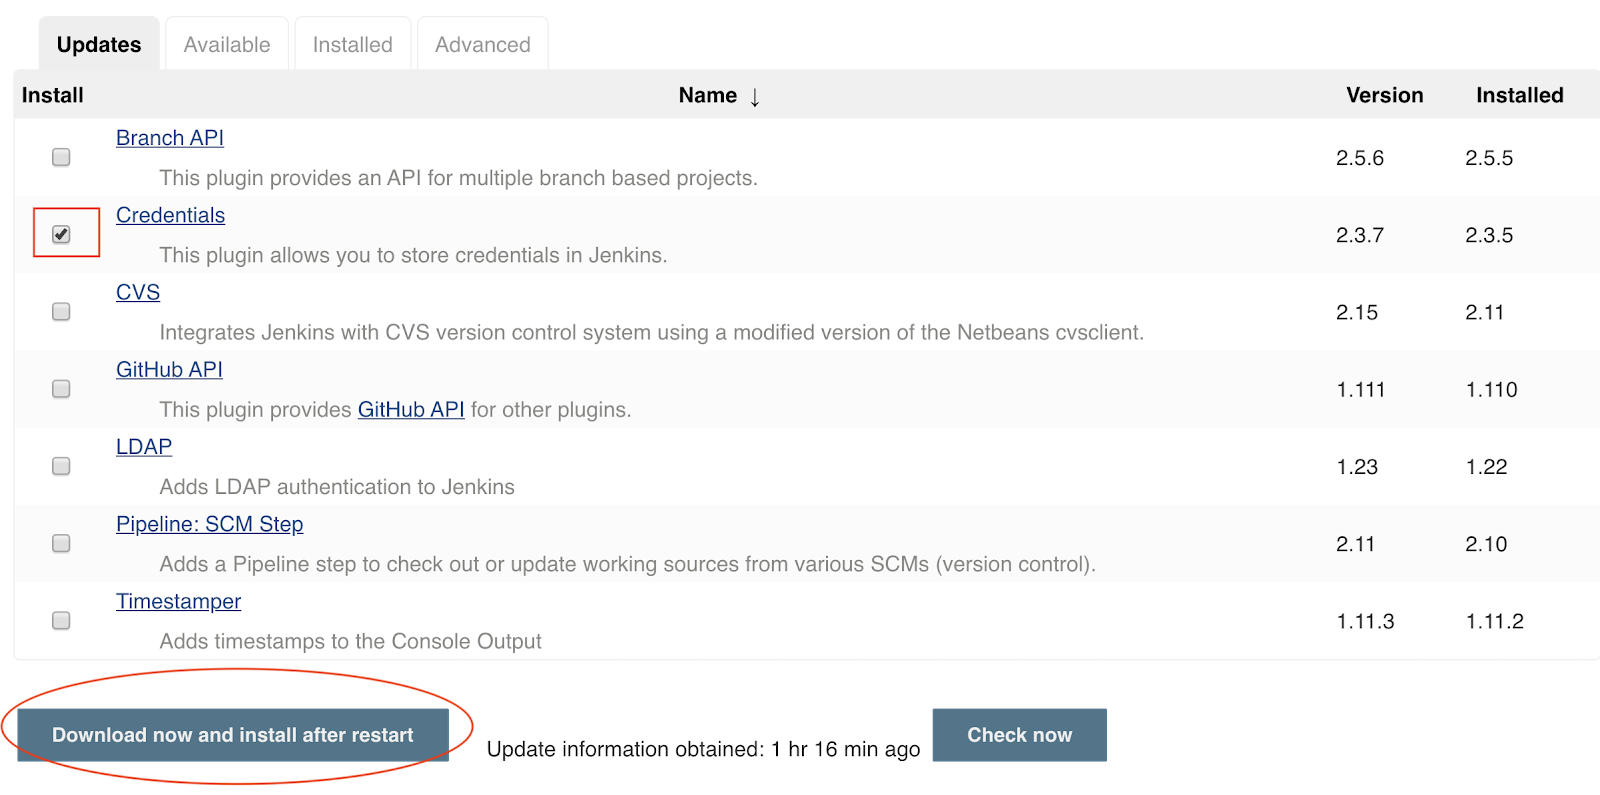 Updates Available Installed Advanced
Install Name ↓ Version Installed
Branch API
This plugin provides an API for multiple branch based projects.
2.5.6 2.5.5
Credentials
This plugin allows you to store credentials in Jenkins.
2.3.7 2.3.5
CVS
Integrates Jenkins with CVS version control system using a modified version of the Netbeans cvsclient.
2.15 2.11
GitHub API
This plugin provides GitHub API for other plugins.
1.111 1.110
LDAP
Adds LDAP authentication to Jenkins
1.23 1.22
Pipeline: SCM Step
Adds a Pipeline step to check out or update working sources from various SCMs (version control).
2.11 2.10
Timestamper
Adds timestamps to the Console Output
1.11.3 1.11.2
Download now and install after restart
Update information obtained: 1 hr 16 min ago
Check now